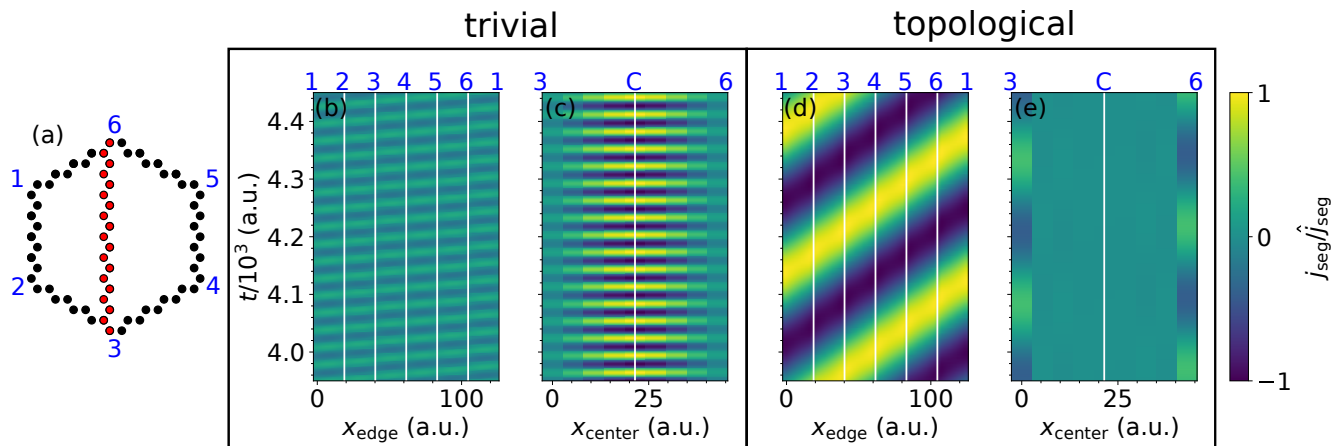 trivial topological
(a)
6
1 5
2 4
3
1 2 3 4 5 6 1
(b)
4.4
4.3
4.2
4.1
4.0
t/10³ (a.u.)
0 100
x_edge (a.u.)
3 C 6
(c)
0 25
x_center (a.u.)
1 2 3 4 5 6 1
(d)
0 100
x_edge (a.u.)
3 C 6
(e)
0 25
x_center (a.u.)
1
0
−1
j_seg/ĵ_seg